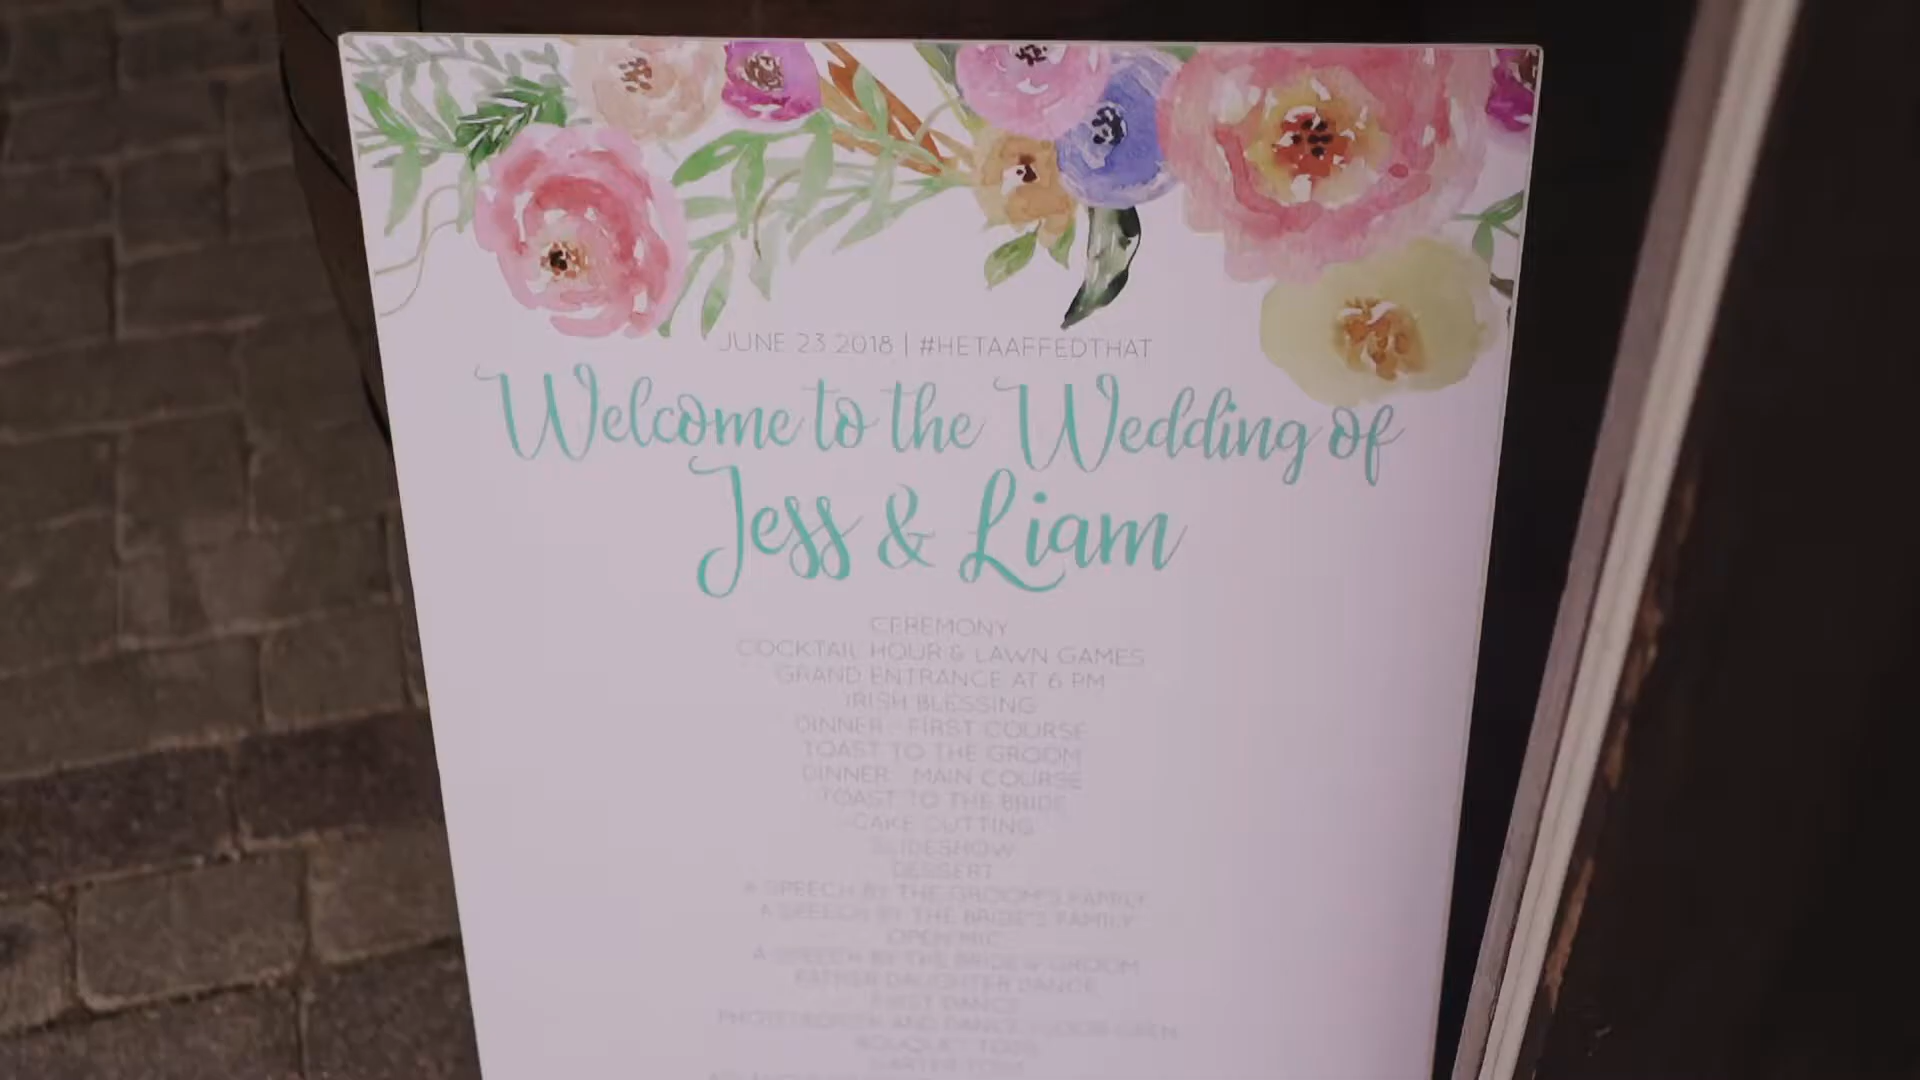 JUNE 23.2018 | #HETAAFFEDTHAT
Welcome to the Wedding of
Jess & Liam
CEREMONY
COCKTAIL HOUR & LAWN GAMES
GRAND ENTRANCE AT 6 PM
IRISH BLESSING
DINNER - FIRST COURSE
TOAST TO THE GROOM
DINNER - MAIN COURSE
TOAST TO THE BRIDE
CAKE CUTTING
SLIDESHOW
DESSERT
A SPEECH BY THE GROOM'S FAMILY
A SPEECH BY THE BRIDE'S FAMILY
OPEN MIC
A SPEECH BY THE BRIDE & GROOM
FATHER DAUGHTER DANCE
FIRST DANCE
PHOTOBOOTH AND DANCE FLOOR OPEN
BOUQUET TOSS
GARTER TOSS